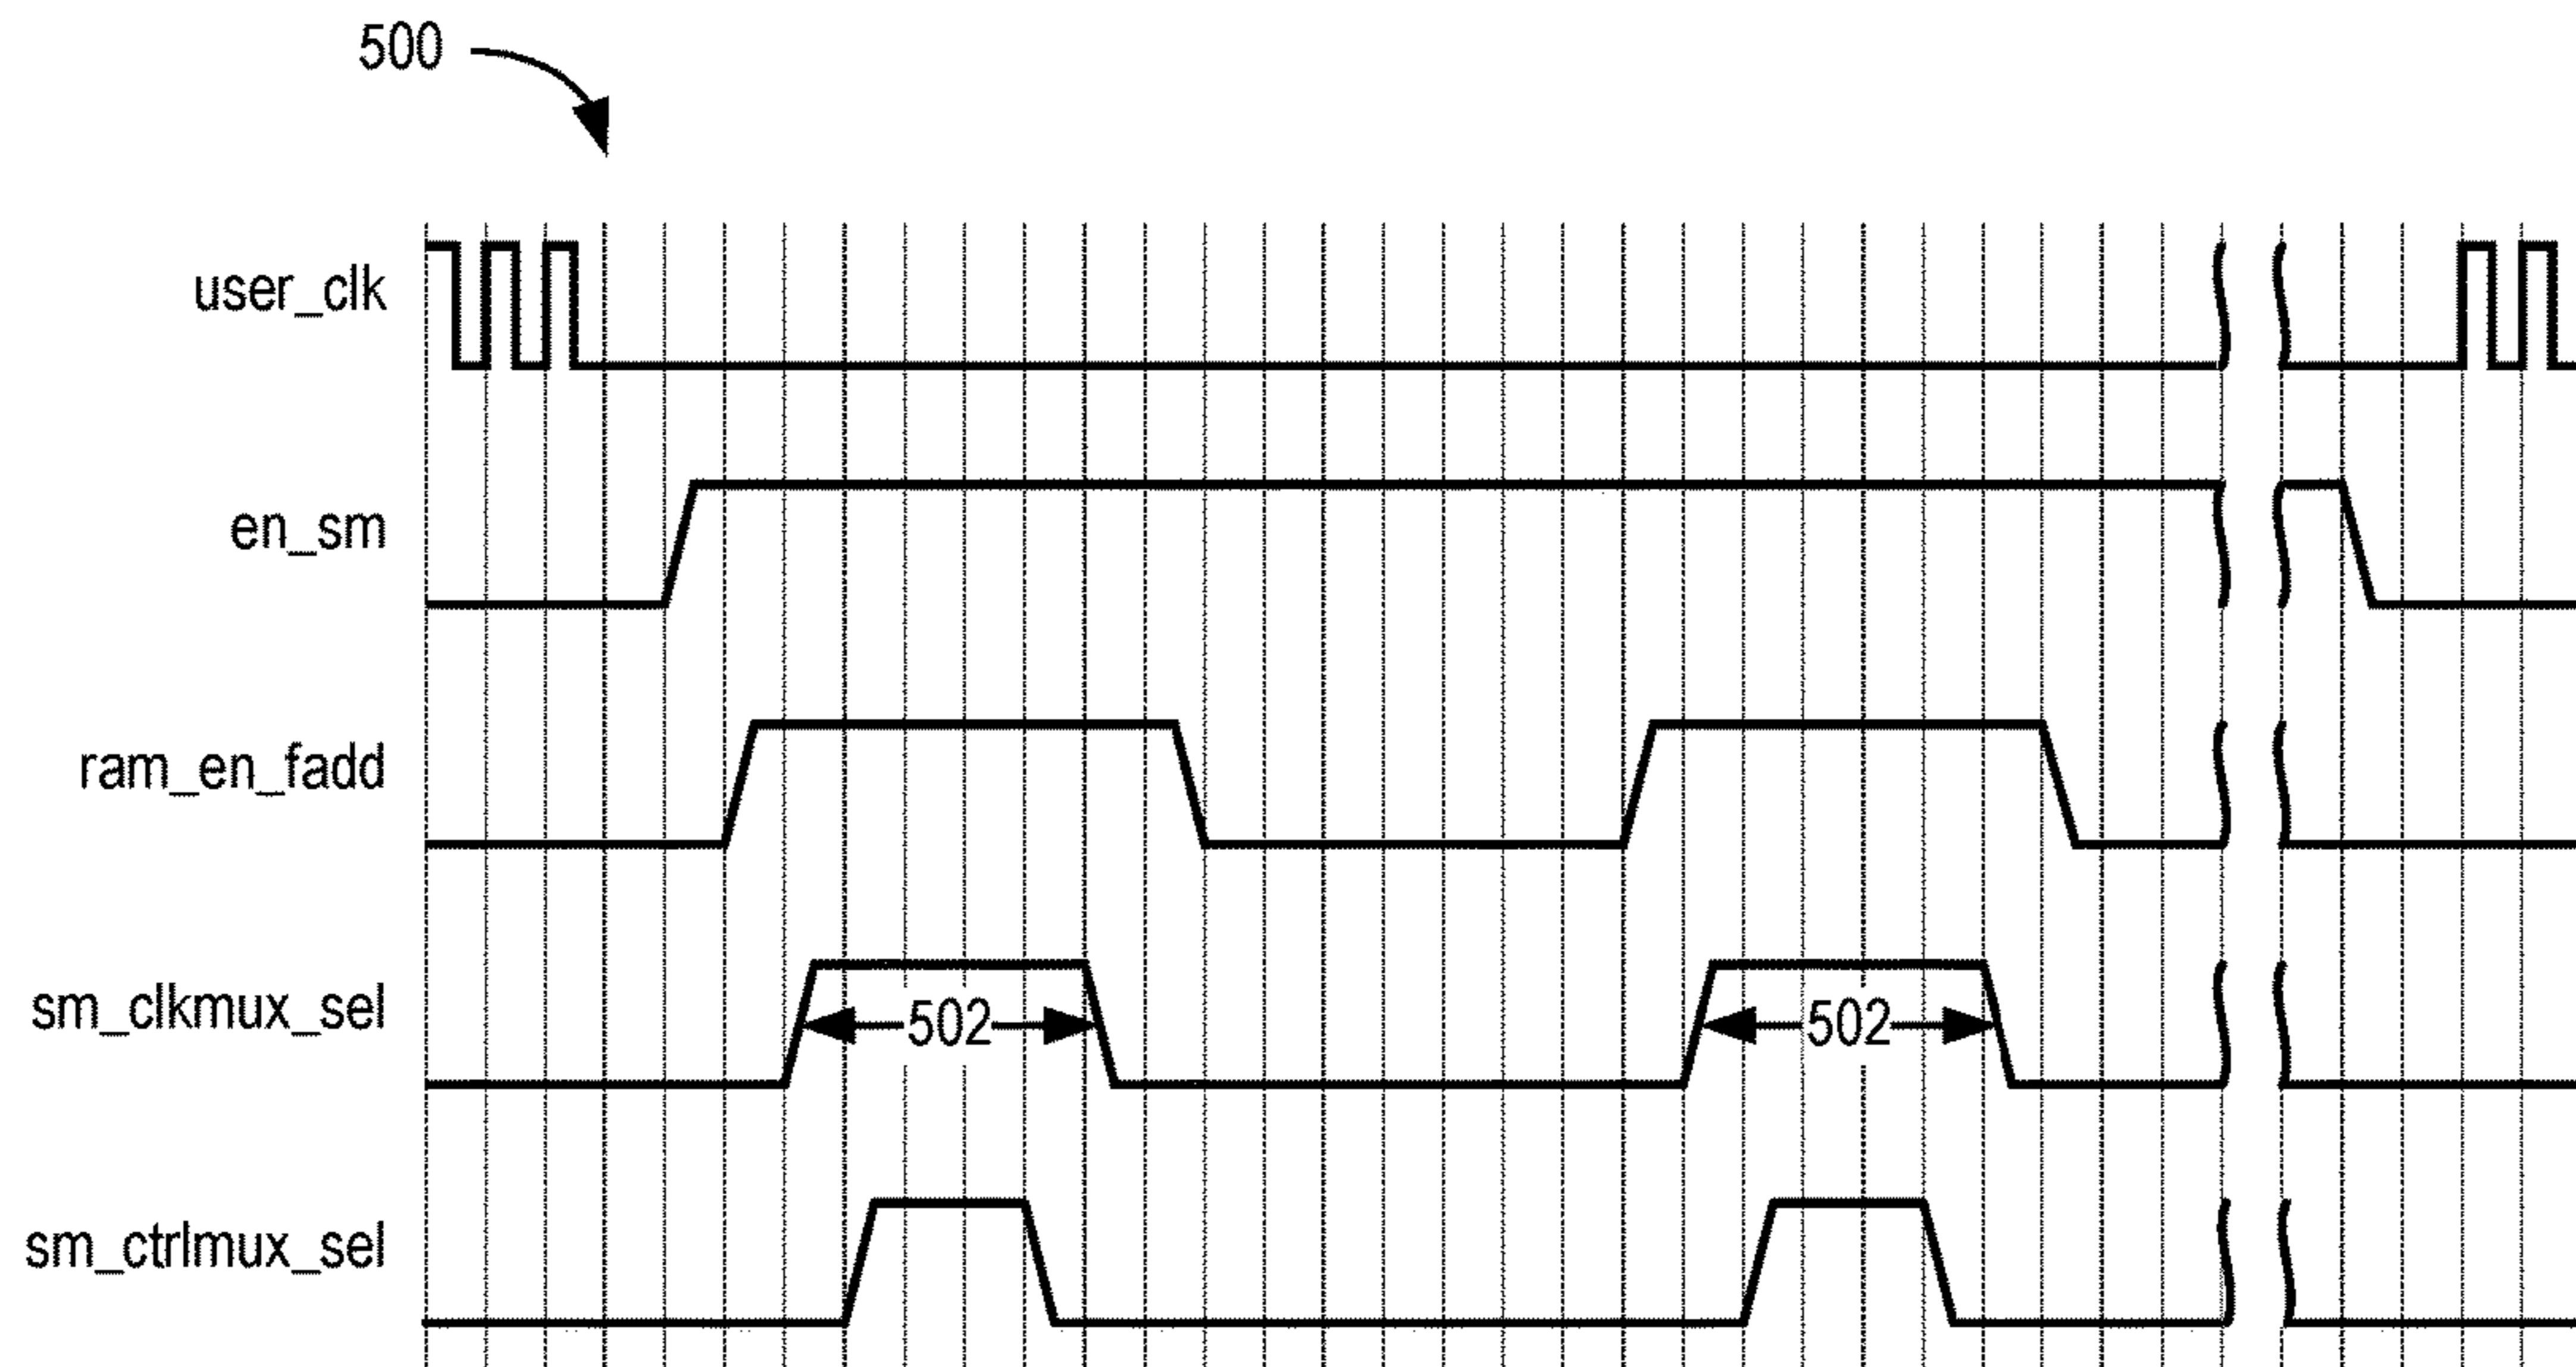 500
user_clk
en_sm
ram_en_fadd
sm_clkmux_sel
502
502
sm_ctrlmux_sel